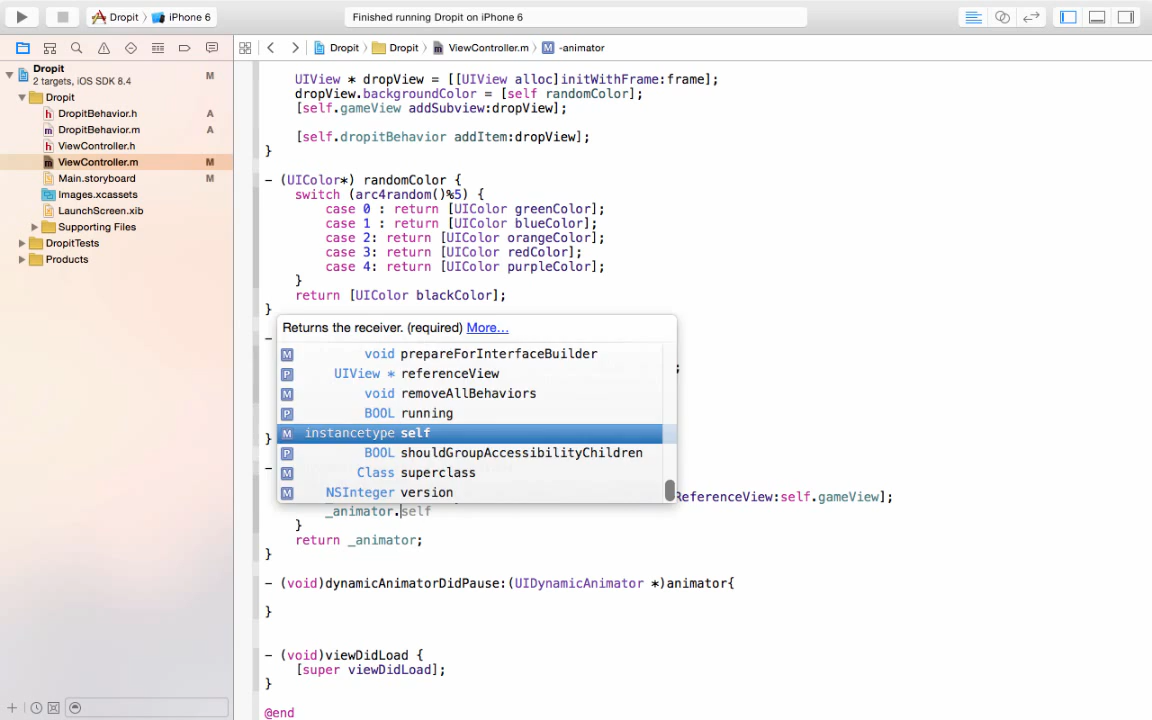 Dropit
iPhone 6
Finished running Dropit on iPhone 6
Dropit
Dropit
ViewController.m
-animator
Dropit
2 targets, iOS SDK 8.4
M
Dropit
DropitBehavior.h
A
DropitBehavior.m
A
ViewController.h
ViewController.m
M
Main.storyboard
M
Images.xcassets
LaunchScreen.xib
Supporting Files
DropitTests
Products
UIView * dropView = [[UIView alloc]initWithFrame:frame];
dropView.backgroundColor = [self randomColor];
[self.gameView addSubview:dropView];
[self.dropitBehavior addItem:dropView];
}
- (UIColor*) randomColor {
switch (arc4random()%5) {
case 0 : return [UIColor greenColor];
case 1 : return [UIColor blueColor];
case 2: return [UIColor orangeColor];
case 3: return [UIColor redColor];
case 4: return [UIColor purpleColor];
}
return [UIColor blackColor];
}
-
Returns the receiver. (required) More...
M void prepareForInterfaceBuilder
;
P UIView * referenceView
M void removeAllBehaviors
P BOOL running
}
M instancetype self
P BOOL shouldGroupAccessibilityChildren
-
M Class superclass
M NSInteger version
ReferenceView:self.gameView];
_animator.self
}
return _animator;
}
- (void)dynamicAnimatorDidPause:(UIDynamicAnimator *)animator{
}
- (void)viewDidLoad {
[super viewDidLoad];
}
@end